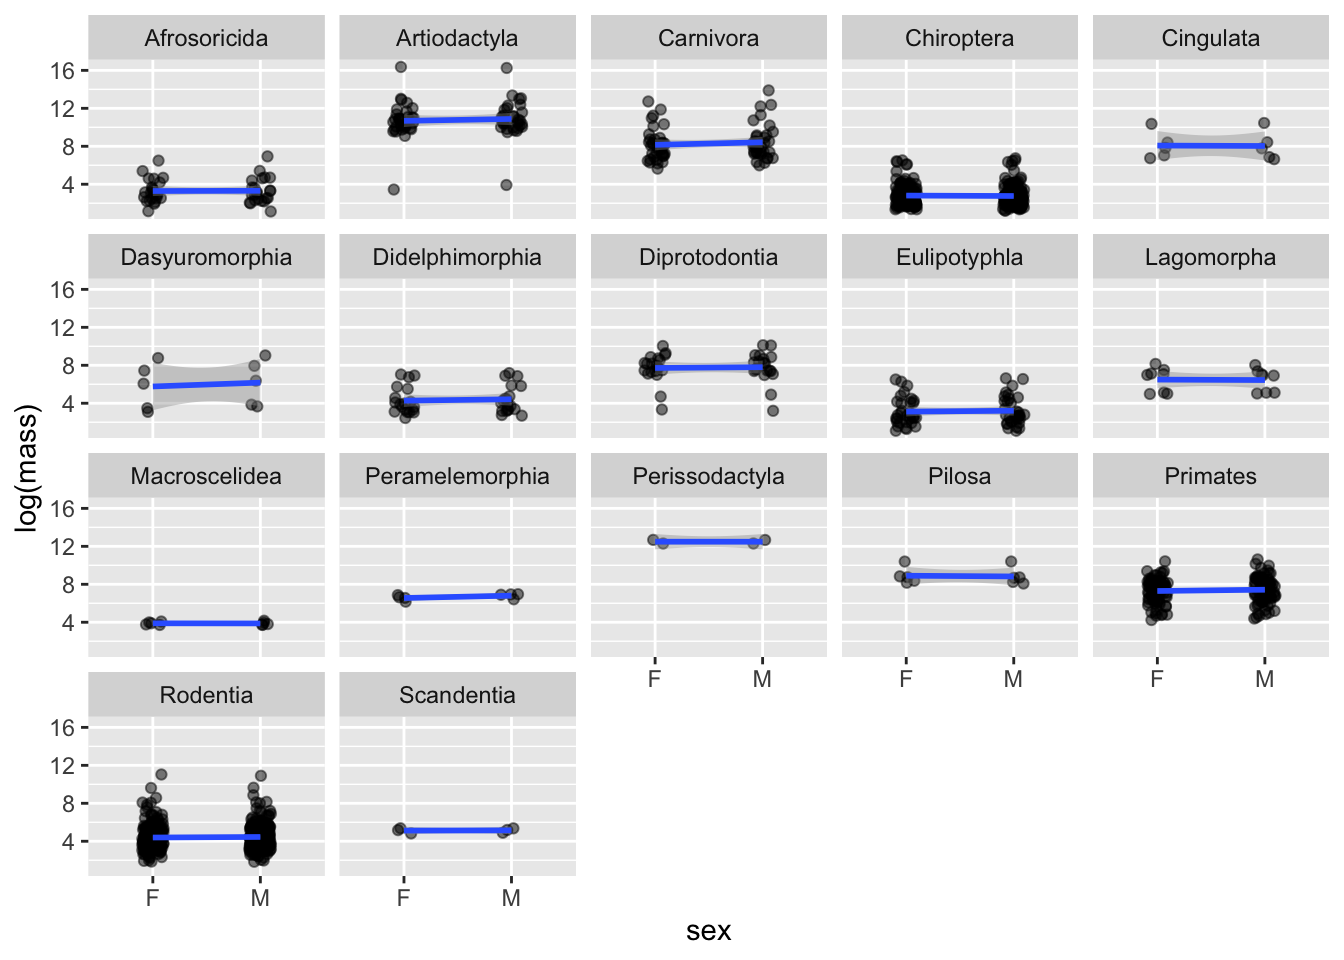 Afrosoricida Artiodactyla Carnivora Chiroptera Cingulata
16
12
8
4
Dasyuromorphia Didelphimorphia Diprotodontia Eulipotyphla Lagomorpha
16
12
8
4
log(mass)
Macroscelidea Peramelemorphia Perissodactyla Pilosa Primates
16
12
8
4
F M F M F M
Rodentia Scandentia
16
12
8
4
F M F M
sex